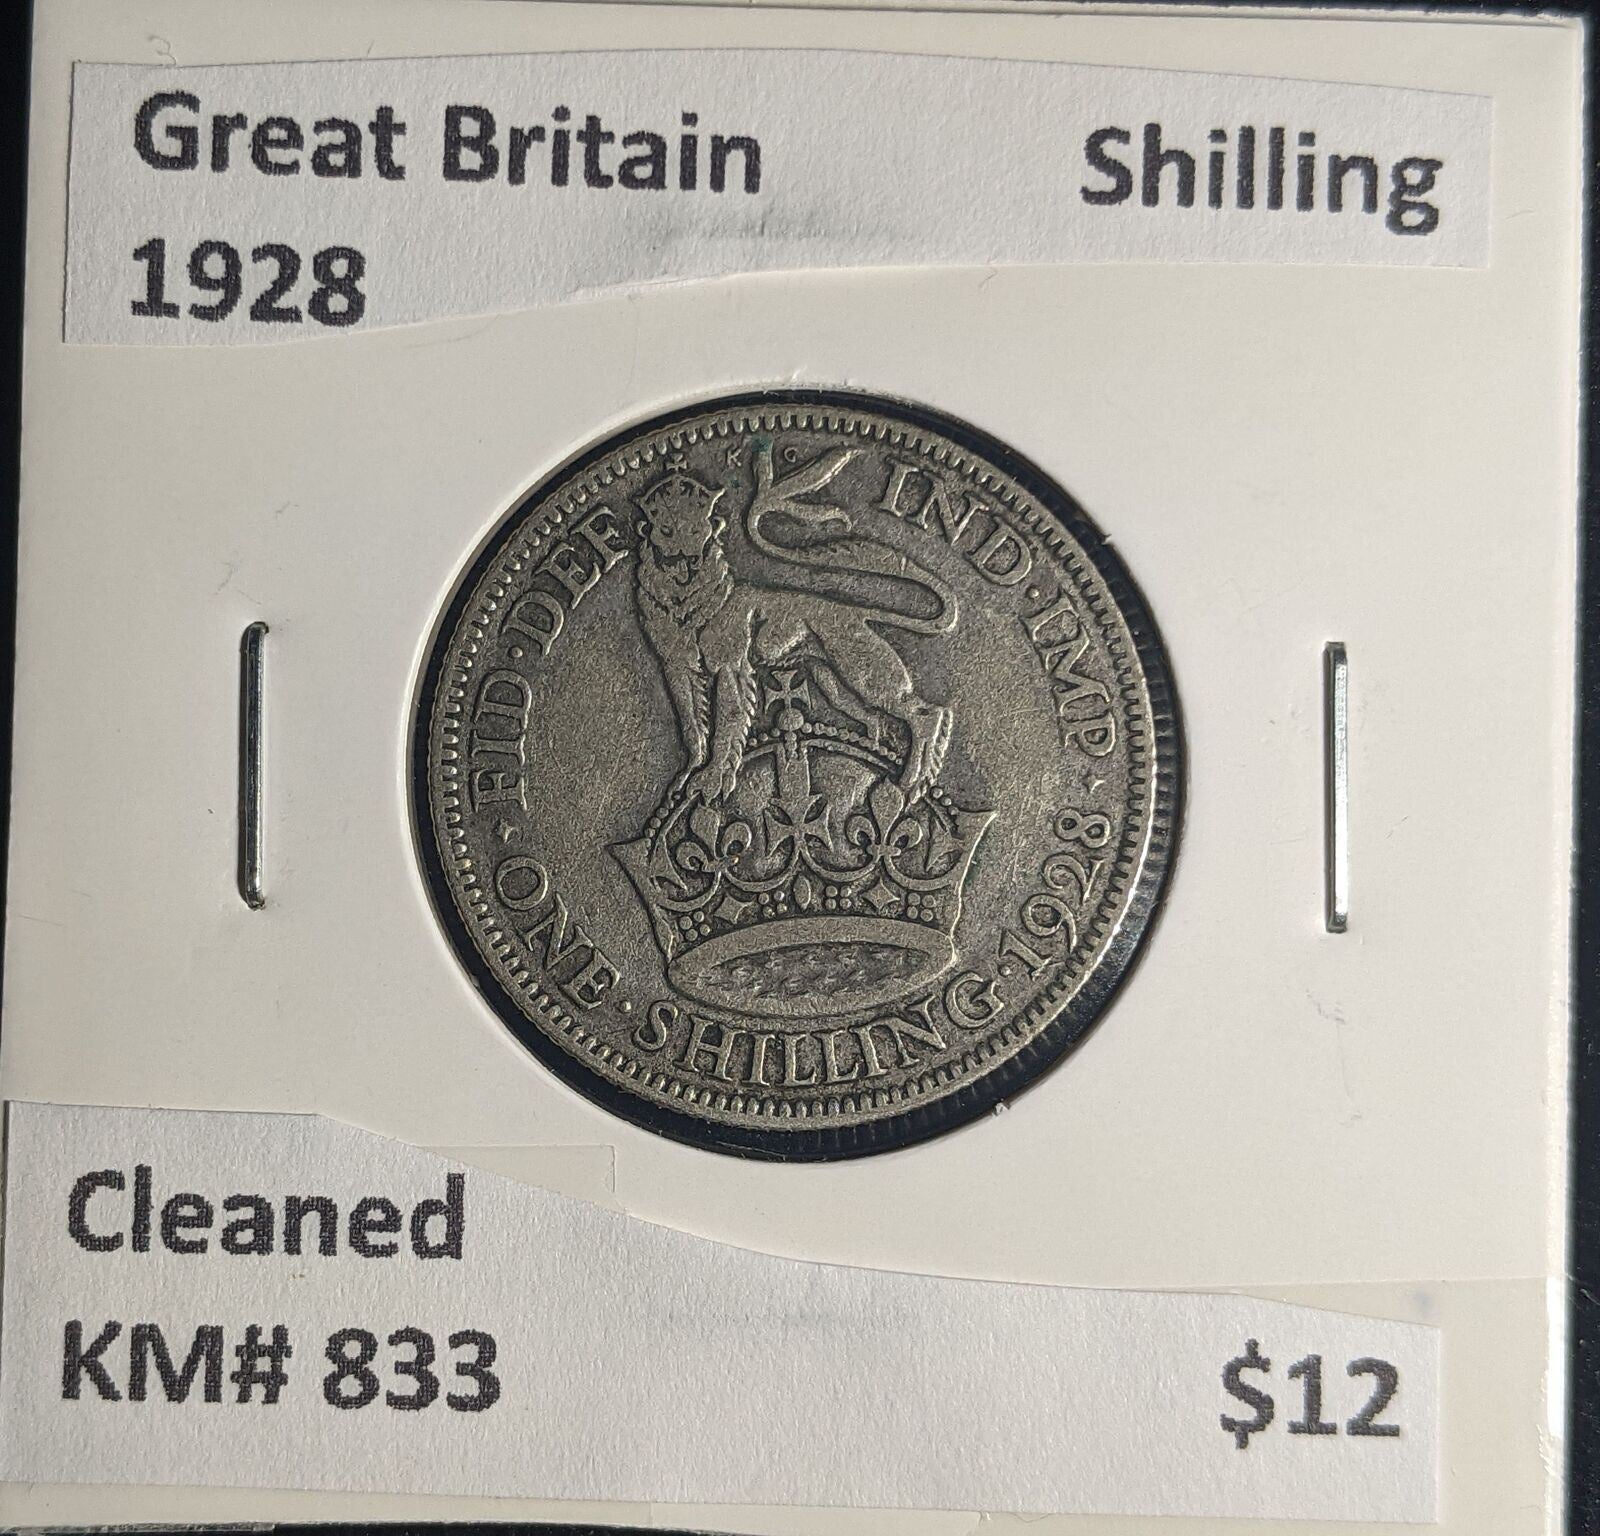 Great Britain Shilling
1928
K G
FID · DEF IND · IMP
ONE · SHILLING · 1928
Cleaned
KM# 833 $12